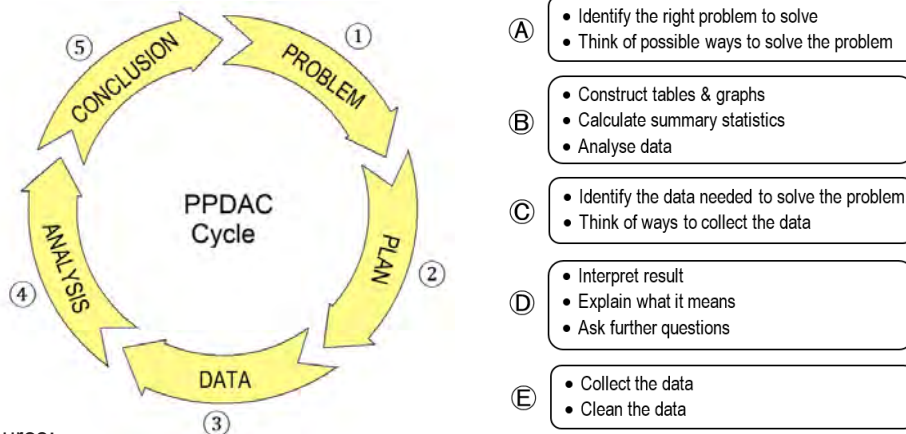 ① PROBLEM
② PLAN
③ DATA
④ ANALYSIS
⑤ CONCLUSION
PPDAC
Cycle
Ⓐ
• Identify the right problem to solve
• Think of possible ways to solve the problem
Ⓑ
• Construct tables & graphs
• Calculate summary statistics
• Analyse data
Ⓒ
• Identify the data needed to solve the problem
• Think of ways to collect the data
Ⓓ
• Interpret result
• Explain what it means
• Ask further questions
Ⓔ
• Collect the data
• Clean the data